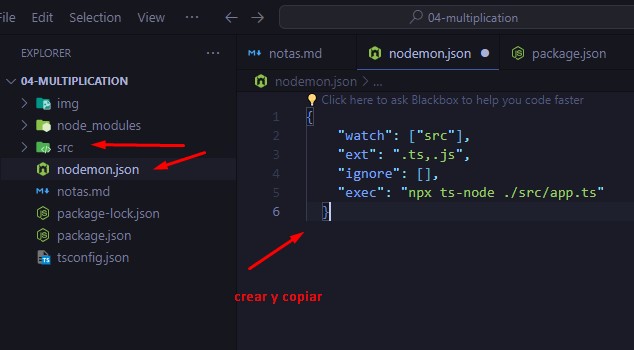 File Edit Selection View … 04-multiplication
EXPLORER …
notas.md nodemon.json package.json
04-MULTIPLICATION
nodemon.json > ...
img
Click here to ask Blackbox to help you code faster
node_modules
src
nodemon.json
notas.md
package-lock.json
package.json
tsconfig.json
1 {
2 "watch": ["src"],
3 "ext": ".ts,.js",
4 "ignore": [],
5 "exec": "npx ts-node ./src/app.ts"
6 }
crear y copiar